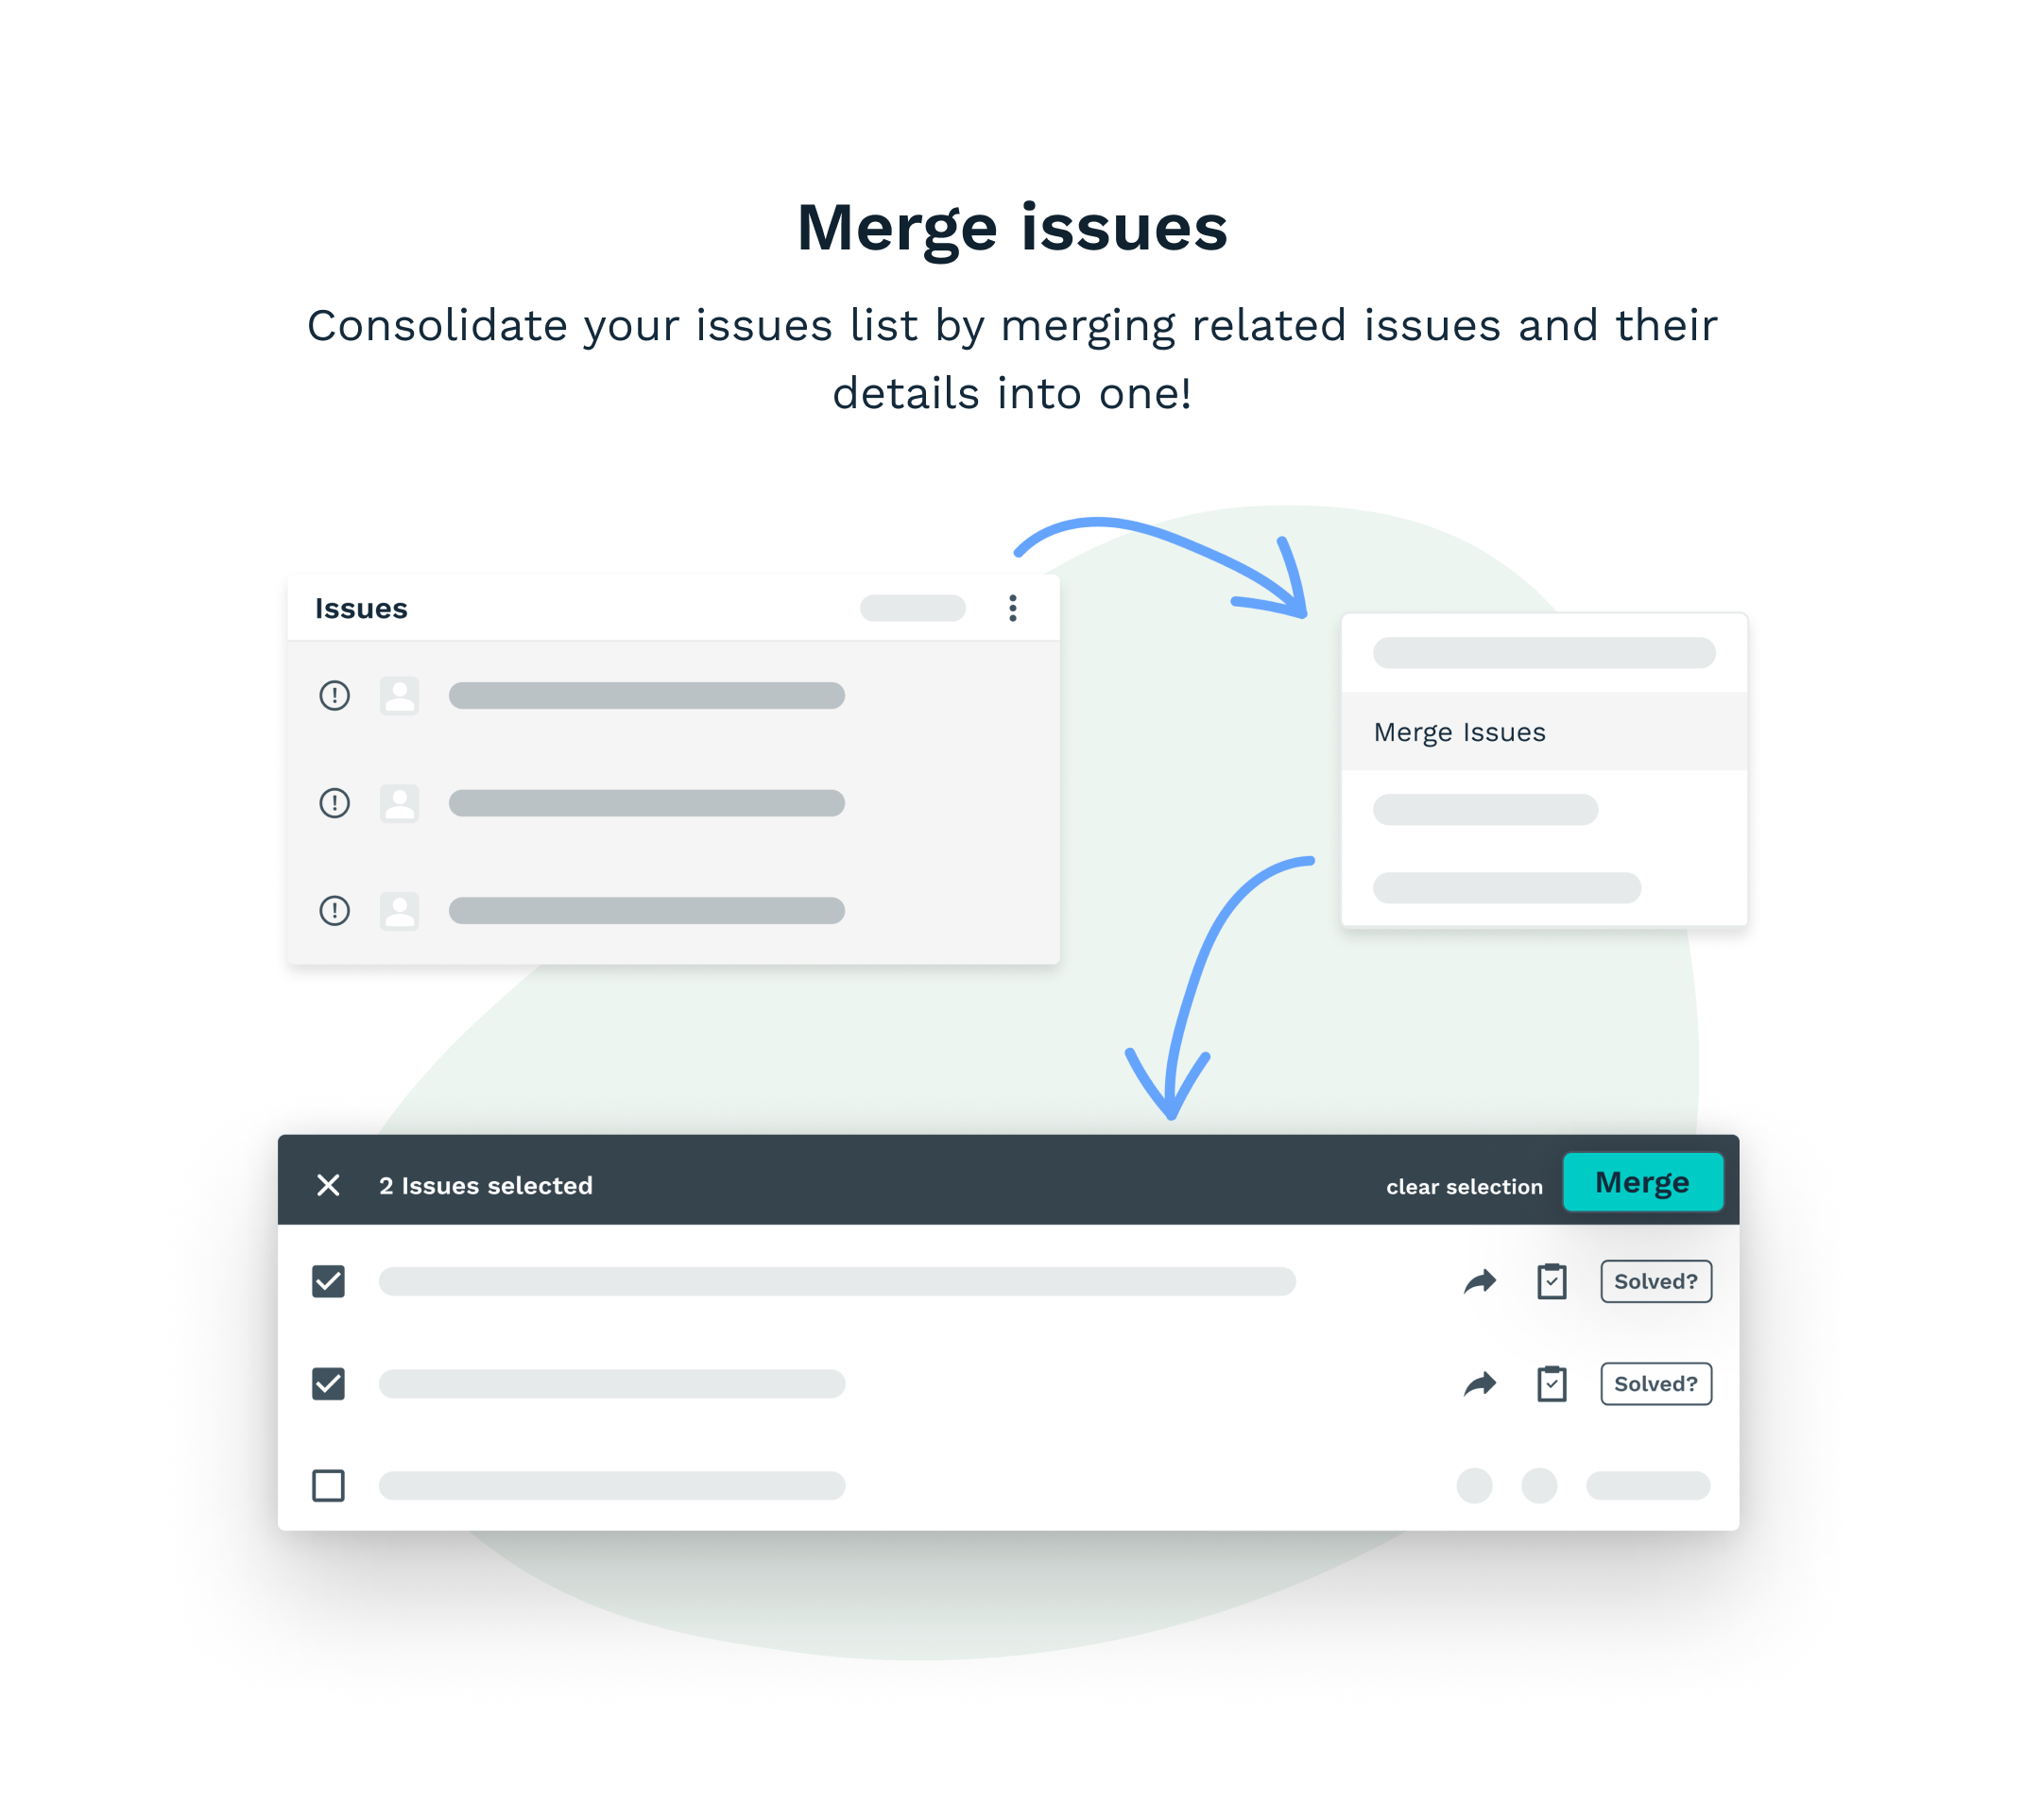 Merge issues
Consolidate your issues list by merging related issues and their
details into one!
Issues
Merge Issues
2 Issues selected
clear selection
Merge
Solved?
Solved?